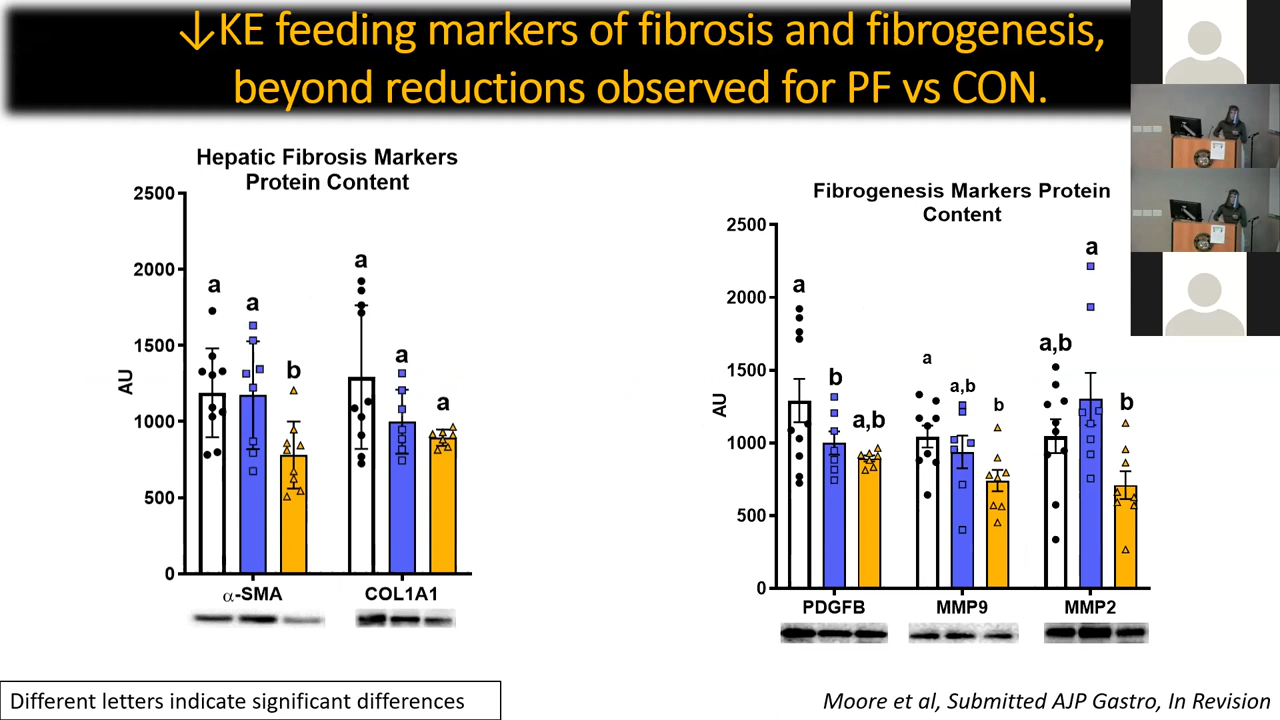 ↓KE feeding markers of fibrosis and fibrogenesis,
beyond reductions observed for PF vs CON.
Hepatic Fibrosis Markers
Protein Content
2500
2000
1500
1000
500
0
AU
a
a
b
a
a
a
α-SMA
COL1A1
Fibrogenesis Markers Protein
Content
2500
2000
1500
1000
500
0
AU
a
b
a,b
a
a,b
b
a,b
a
b
PDGFB
MMP9
MMP2
Different letters indicate significant differences
Moore et al, Submitted AJP Gastro, In Revision